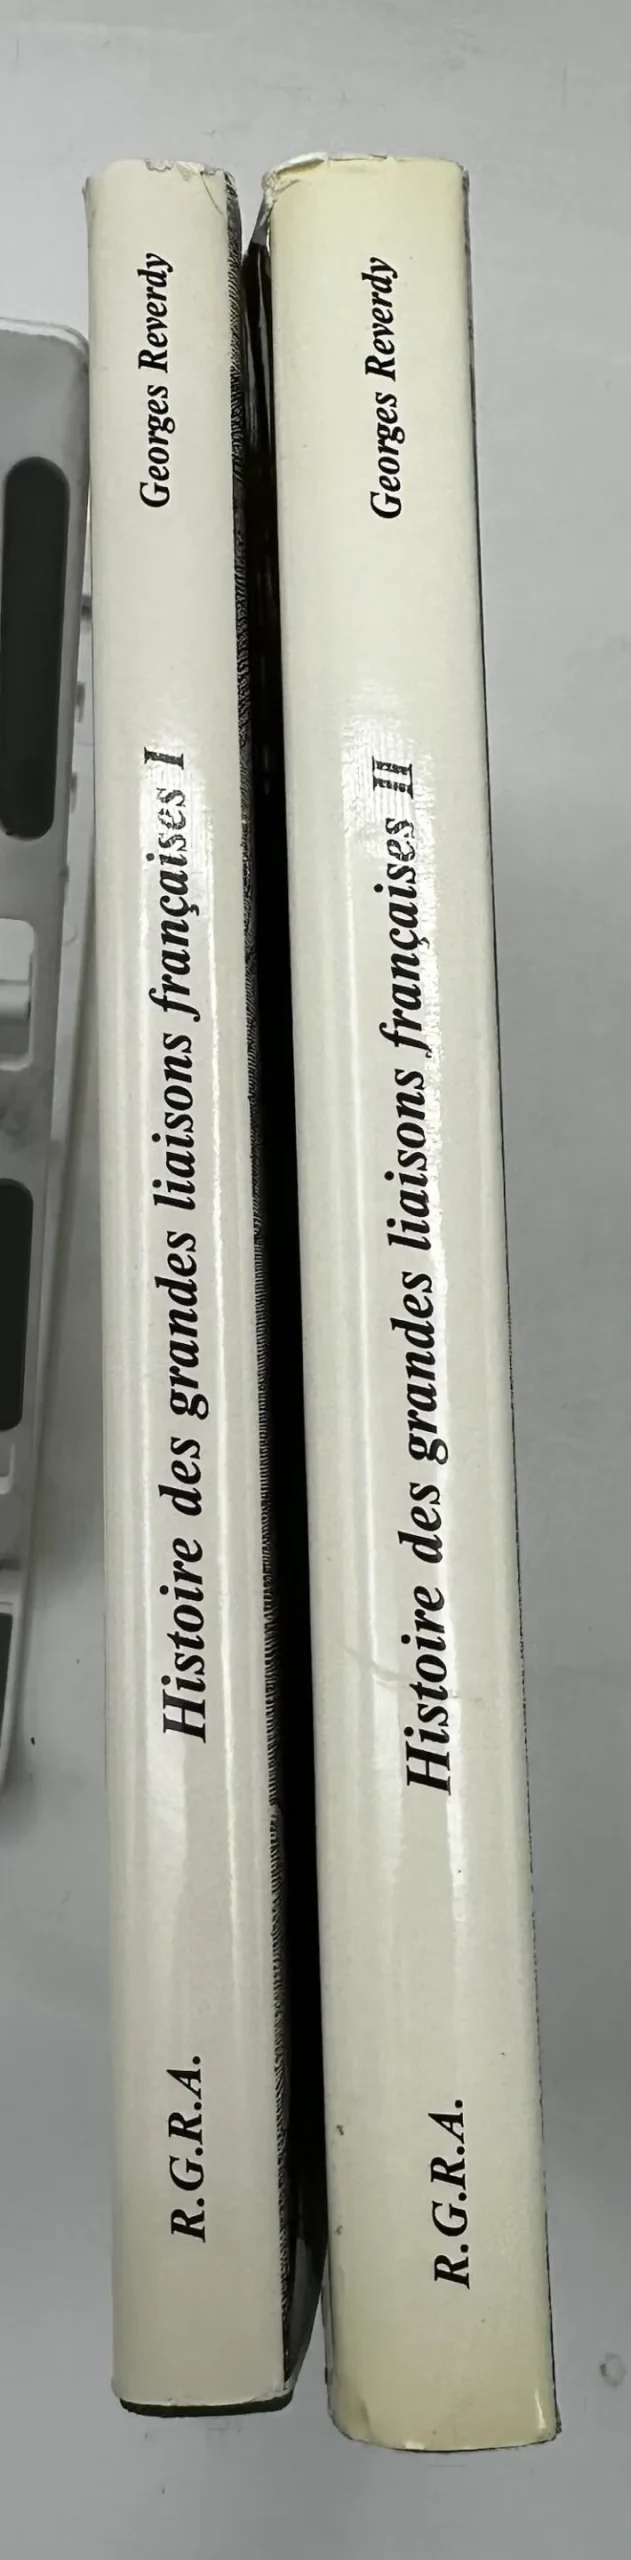 R.G.R.A. Histoire des grandes liaisons françaises I Georges Reverdy
R.G.R.A. Histoire des grandes liaisons françaises II Georges Reverdy